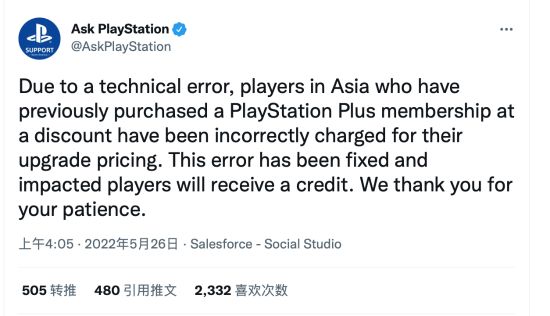 Ask PlayStation
@AskPlayStation
SUPPORT
Due to a technical error, players in Asia who have
previously purchased a PlayStation Plus membership at
a discount have been incorrectly charged for their
upgrade pricing. This error has been fixed and
impacted players will receive a credit. We thank you for
your patience.
上午4:05 · 2022年5月26日 · Salesforce - Social Studio
505 转推 480 引用推文 2,332 喜欢次数